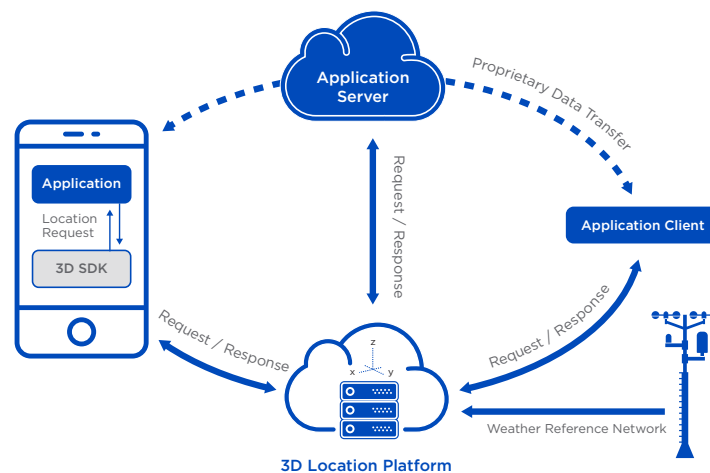 Application
Server
Proprietary Data Transfer
Application
Location
Request
3D SDK
Request / Response
Application Client
Request / Response
Request / Response
z
x
y
Weather Reference Network
3D Location Platform